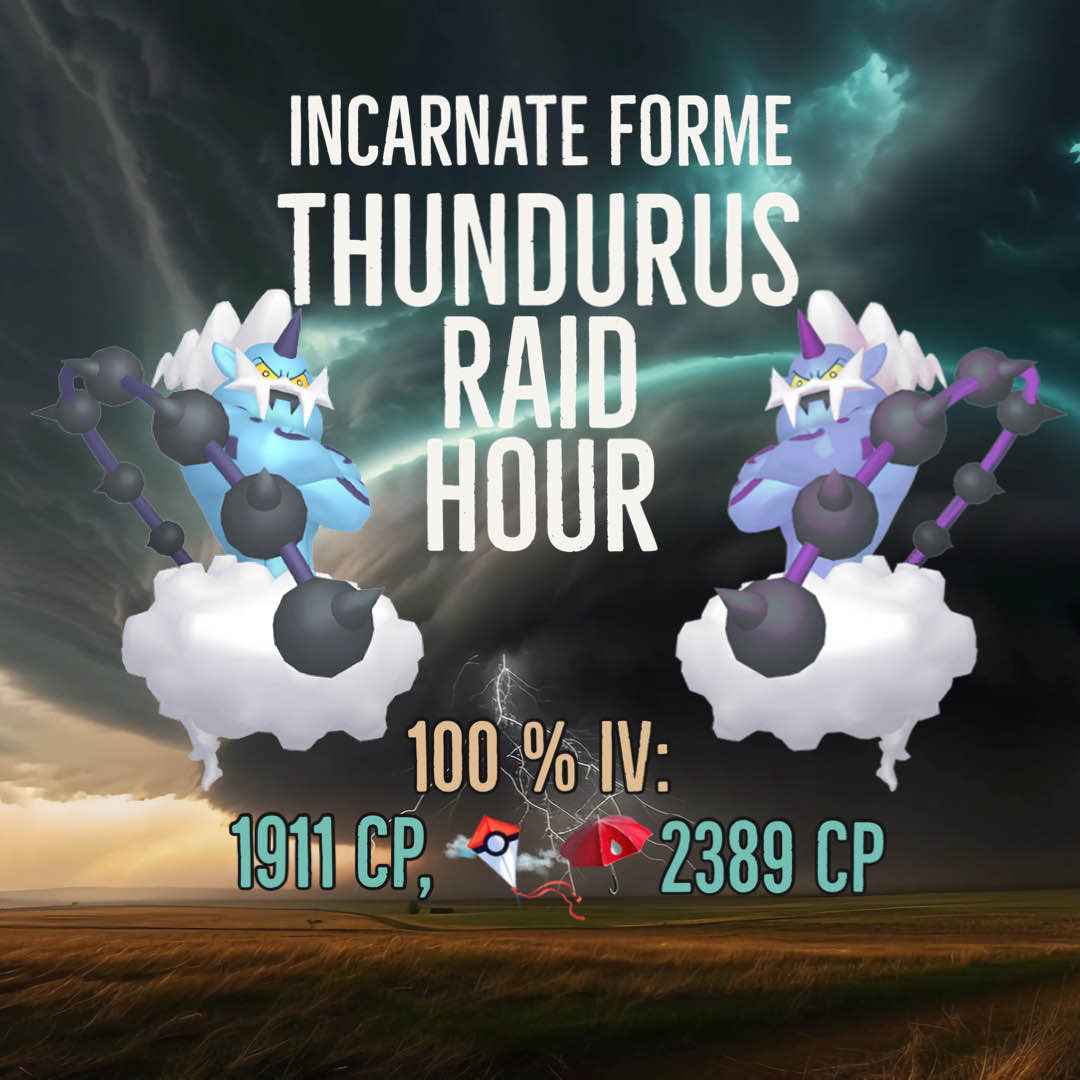 INCARNATE FORME
THUNDURUS
RAID
HOUR
100 % IV:
1911 CP, 2389 CP